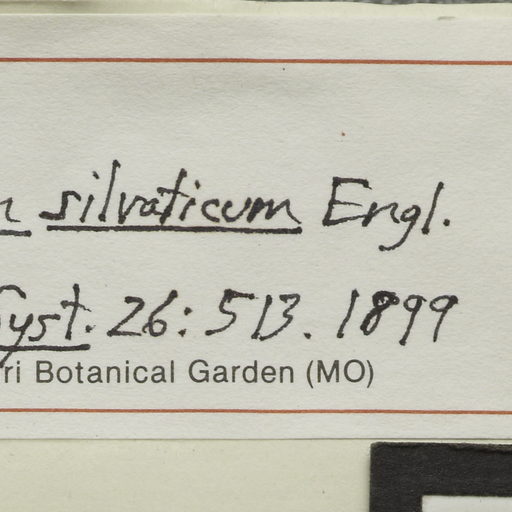 n silvaticum Engl.
Syst. 26: 513. 1899
ri Botanical Garden (MO)